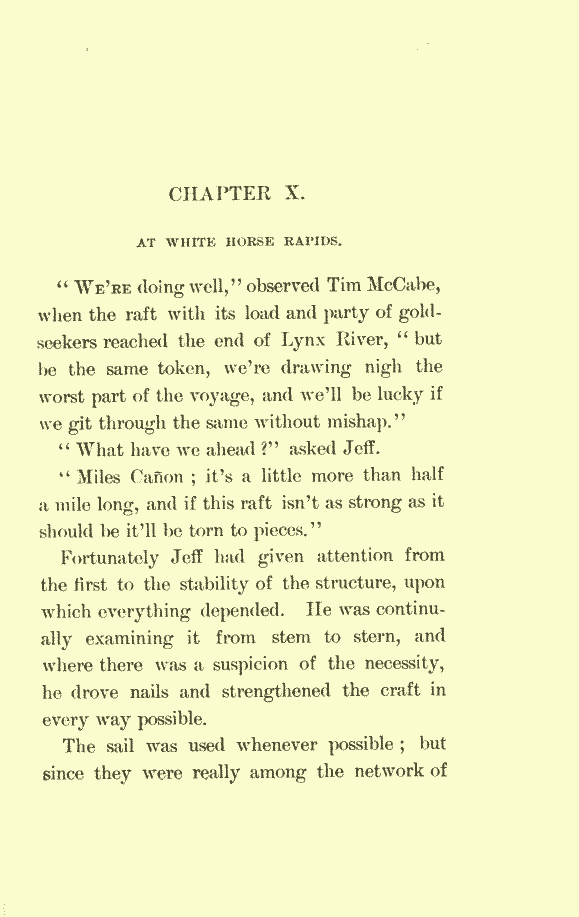 CHAPTER X.
AT WHITE HORSE RAPIDS.
“ WE’RE doing well,” observed Tim McCabe,
when the raft with its load and party of gold-
seekers reached the end of Lynx River, “ but
be the same token, we’re drawing nigh the
worst part of the voyage, and we’ll be lucky if
we git through the same without mishap.”
“ What have we ahead ?” asked Jeff.
“ Miles Cañon ; it’s a little more than half
a mile long, and if this raft isn’t as strong as it
should be it’ll be torn to pieces.”
Fortunately Jeff had given attention from
the first to the stability of the structure, upon
which everything depended. He was continu-
ally examining it from stem to stern, and
where there was a suspicion of the necessity,
he drove nails and strengthened the craft in
every way possible.
The sail was used whenever possible ; but
since they were really among the network of